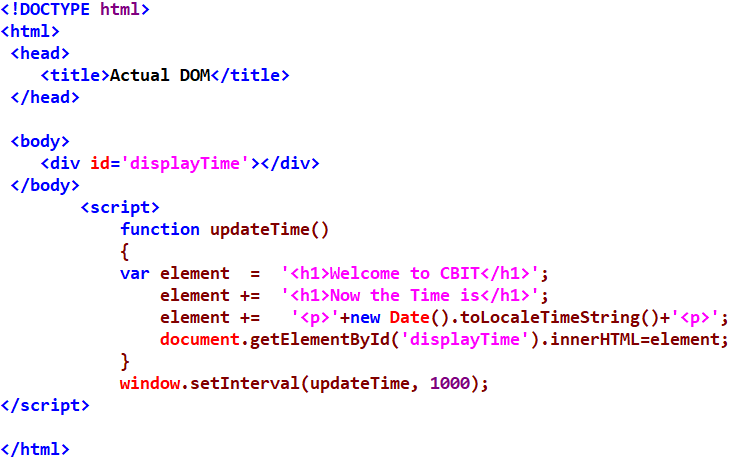 <!DOCTYPE html>
<html>
 <head>
    <title>Actual DOM</title>
 </head>

 <body>
    <div id='displayTime'></div>
 </body>
        <script>
            function updateTime()
            {
            var element  =  '<h1>Welcome to CBIT</h1>';
                element +=  '<h1>Now the Time is</h1>';
                element +=   '<p>'+new Date().toLocaleTimeString()+'<p>';
                document.getElementById('displayTime').innerHTML=element;
            }
            window.setInterval(updateTime, 1000);
</script>

</html>